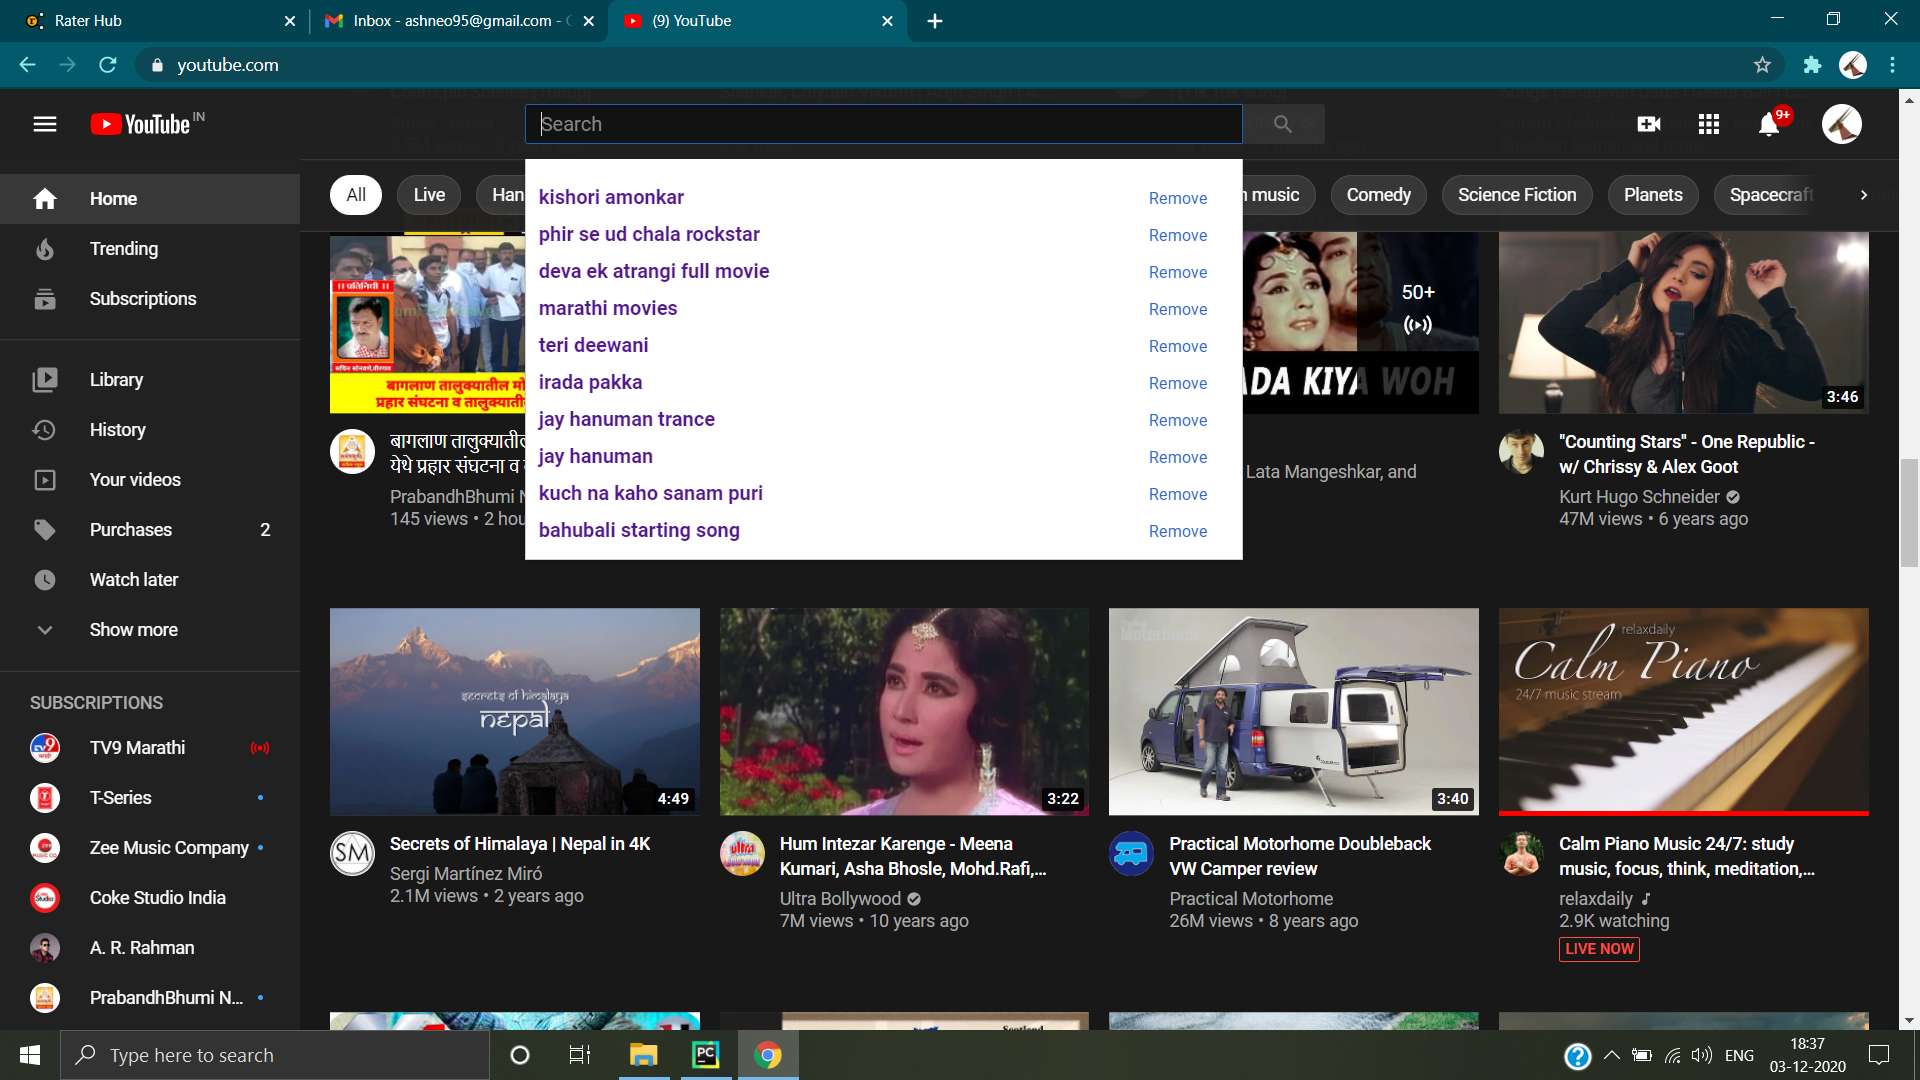 Rater Hub
Inbox - ashneo95@gmail.com -
(9) YouTube
youtube.com
YouTube IN
Search
9+
Home
Trending
Subscriptions
Library
History
Your videos
Purchases 2
Watch later
Show more
SUBSCRIPTIONS
TV9 Marathi
T-Series
Zee Music Company
Coke Studio India
A. R. Rahman
PrabandhBhumi N...
All
Live
Han
music
Comedy
Science Fiction
Planets
Spacecraft
kishori amonkar Remove
phir se ud chala rockstar Remove
deva ek atrangi full movie Remove
marathi movies Remove
teri deewani Remove
irada pakka Remove
jay hanuman trance Remove
jay hanuman Remove
kuch na kaho sanam puri Remove
bahubali starting song Remove
।। प्रतिनिधी ।।
बागलाण तालुक्यातील मो
प्रहार संघटना व तालुक्याती
बागलाण तालुक्यातील
येथे प्रहार संघटना व
PrabandhBhumi N
145 views • 2 hou
50+
ADA KIYA WOH
Lata Mangeshkar, and
3:46
"Counting Stars" - One Republic -
w/ Chrissy & Alex Goot
Kurt Hugo Schneider
47M views • 6 years ago
secrets of himalaya
nepal
4:49
Secrets of Himalaya | Nepal in 4K
Sergi Martínez Miró
2.1M views • 2 years ago
3:22
Hum Intezar Karenge - Meena
Kumari, Asha Bhosle, Mohd.Rafi,...
Ultra Bollywood
7M views • 10 years ago
3:40
Practical Motorhome Doubleback
VW Camper review
Practical Motorhome
26M views • 8 years ago
relaxdaily
Calm Piano
24/7 music stream
Calm Piano Music 24/7: study
music, focus, think, meditation,...
relaxdaily
2.9K watching
LIVE NOW
SM
Scotland
Type here to search
PC
ENG
18:37
03-12-2020